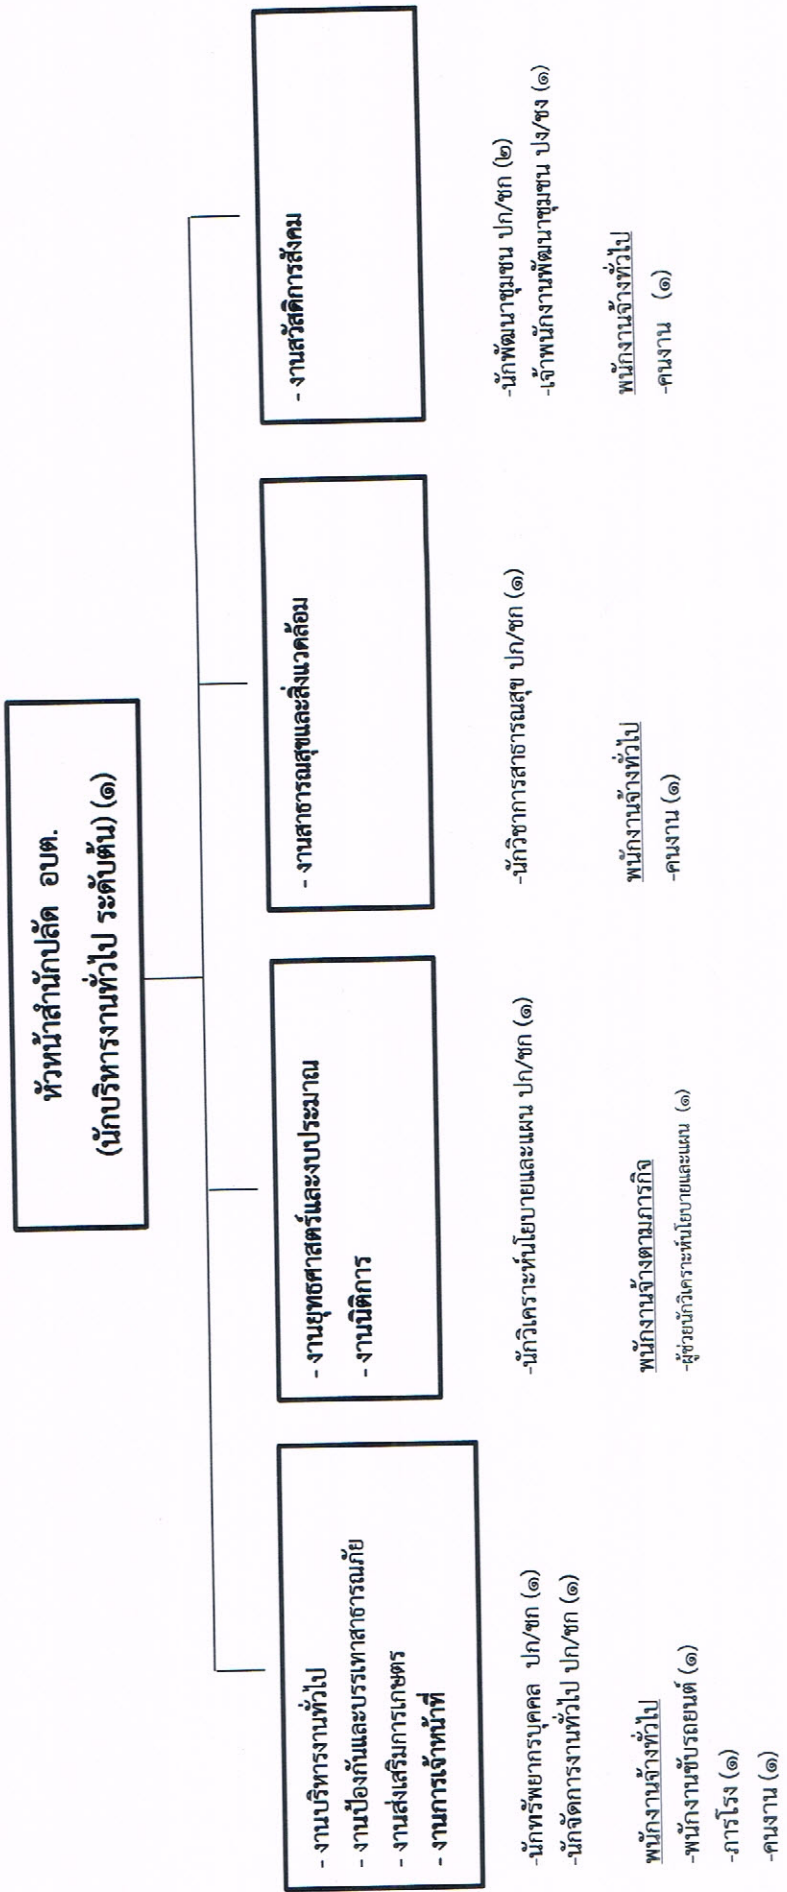 หัวหน้าสำนักปลัด อบต.
(นักบริหารงานทั่วไป ระดับต้น) (๑)
- งานบริหารงานทั่วไป
- งานป้องกันและบรรเทาสาธารณภัย
- งานส่งเสริมการเกษตร
- งานการเจ้าหน้าที่
-นักทรัพยากรบุคคล ปก/ชก (๑)
-นักจัดการงานทั่วไป ปก/ชก (๑)
พนักงานจ้างทั่วไป
-พนักงานขับรถยนต์ (๑)
-ภารโรง (๑)
-คนงาน (๑)
- งานยุทธศาสตร์และงบประมาณ
- งานนิติการ
-นักวิเคราะห์นโยบายและแผน ปก/ชก (๑)
พนักงานจ้างตามภารกิจ
-ผู้ช่วยนักวิเคราะห์นโยบายและแผน (๑)
- งานสาธารณสุขและสิ่งแวดล้อม
-นักวิชาการสาธารณสุข ปก/ชก (๑)
พนักงานจ้างทั่วไป
-คนงาน (๑)
- งานสวัสดิการสังคม
-นักพัฒนาชุมชน ปก/ชก (๒)
-เจ้าพนักงานพัฒนาชุมชน ปง/ชง (๑)
พนักงานจ้างทั่วไป
-คนงาน (๑)